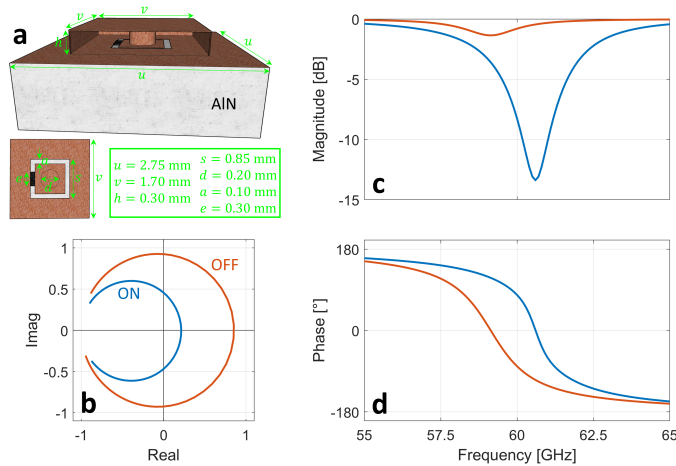 a
v
v
h
u
u
AlN
v
u = 2.75 mm
v = 1.70 mm
h = 0.30 mm
s = 0.85 mm
d = 0.20 mm
a = 0.10 mm
e = 0.30 mm
0
-5
-10
-15
Magnitude [dB]
c
1
0.5
0
-0.5
-1
Imag
OFF
ON
b
-1
0
1
Real
180
0
-180
Phase [°]
d
55
57.5
60
62.5
65
Frequency [GHz]